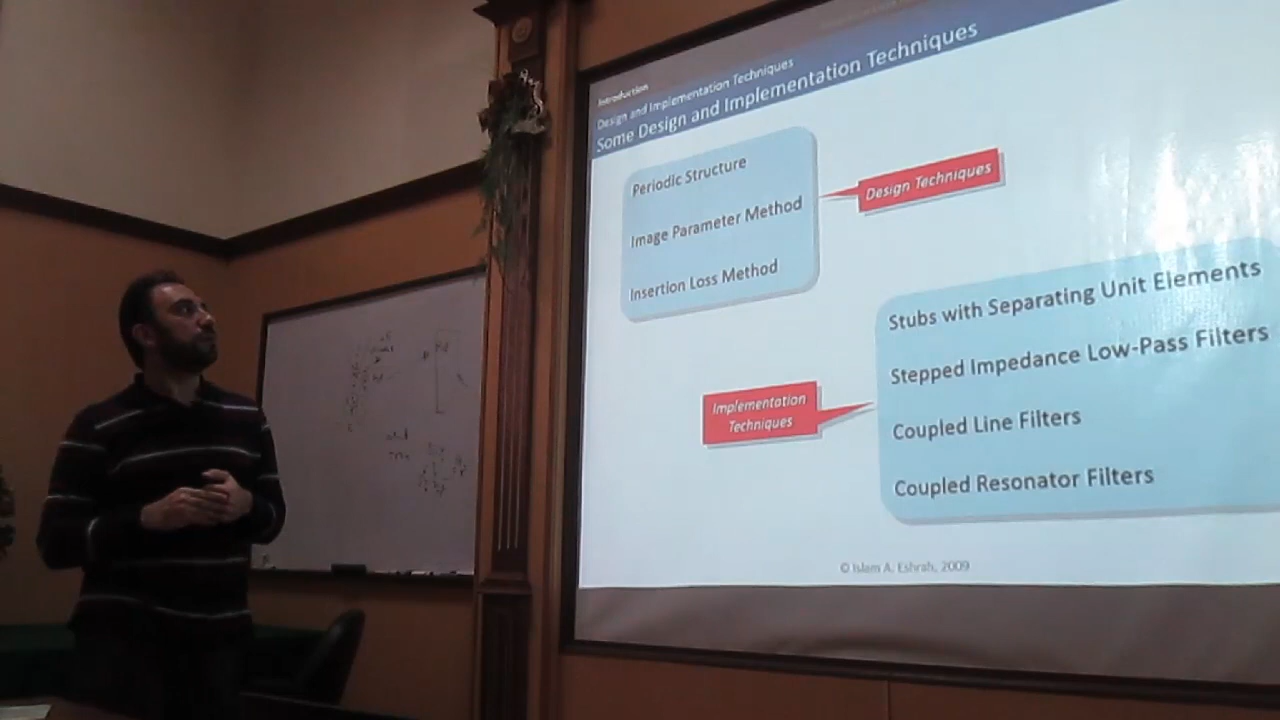 Introduction
Design and Implementation Techniques
Some Design and Implementation Techniques
Periodic Structure
Image Parameter Method
Insertion Loss Method
Design Techniques
Stubs with Separating Unit Elements
Stepped Impedance Low-Pass Filters
Coupled Line Filters
Coupled Resonator Filters
Implementation
Techniques
© Islam A. Eshrah, 2009